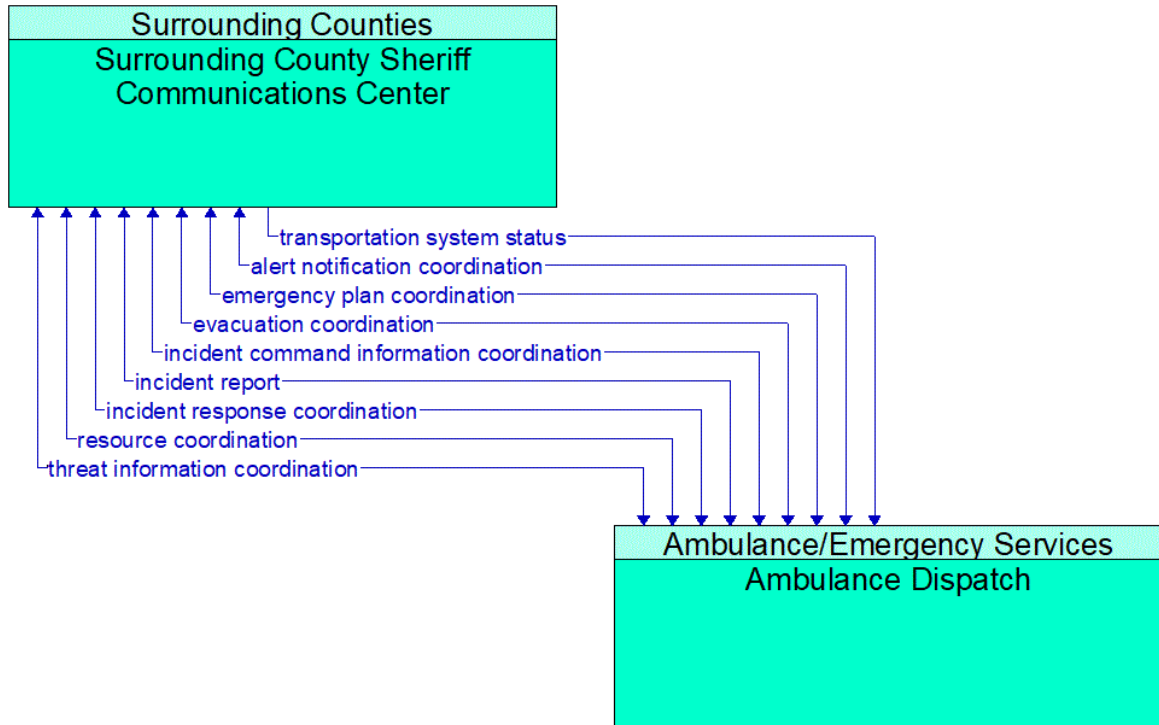 Surrounding Counties
Surrounding County Sheriff
Communications Center
transportation system status
alert notification coordination
emergency plan coordination
evacuation coordination
incident command information coordination
incident report
incident response coordination
resource coordination
threat information coordination
Ambulance/Emergency Services
Ambulance Dispatch